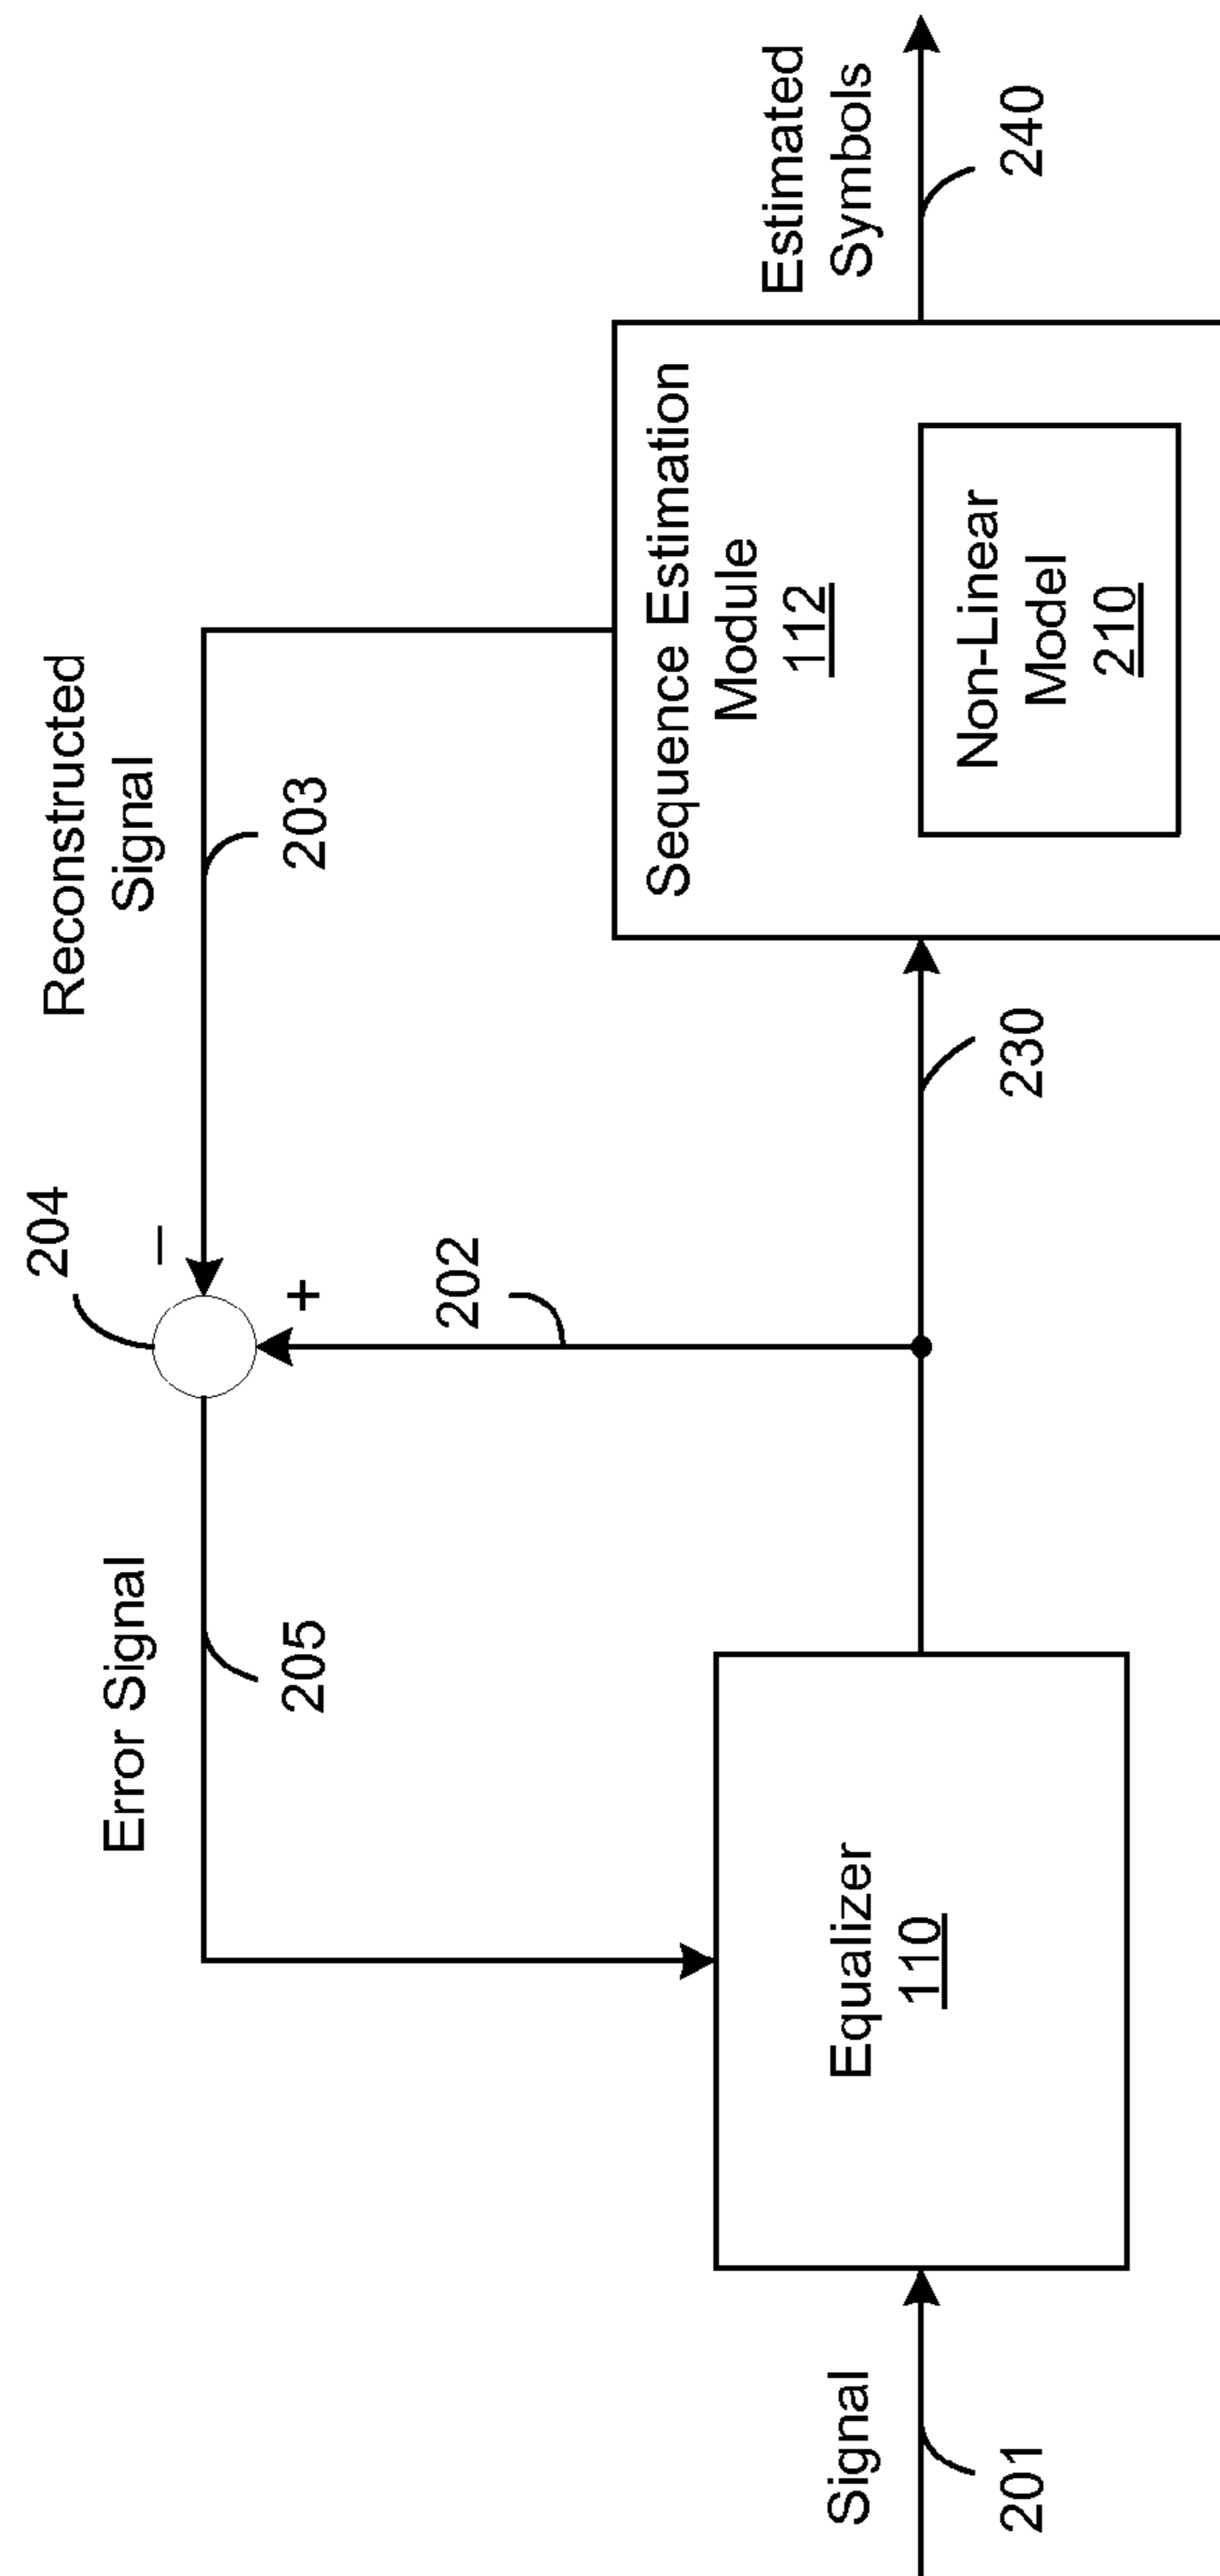 204
Reconstructed
Signal
203
–
+
Error Signal
205
202
Estimated
Symbols
240
Sequence Estimation
Module
112
Non-Linear
Model
210
230
Equalizer
110
Signal
201